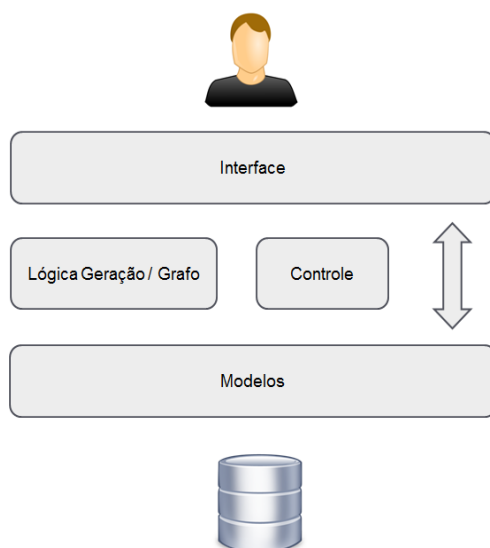 Interface
Lógica Geração / Grafo
Controle
Modelos